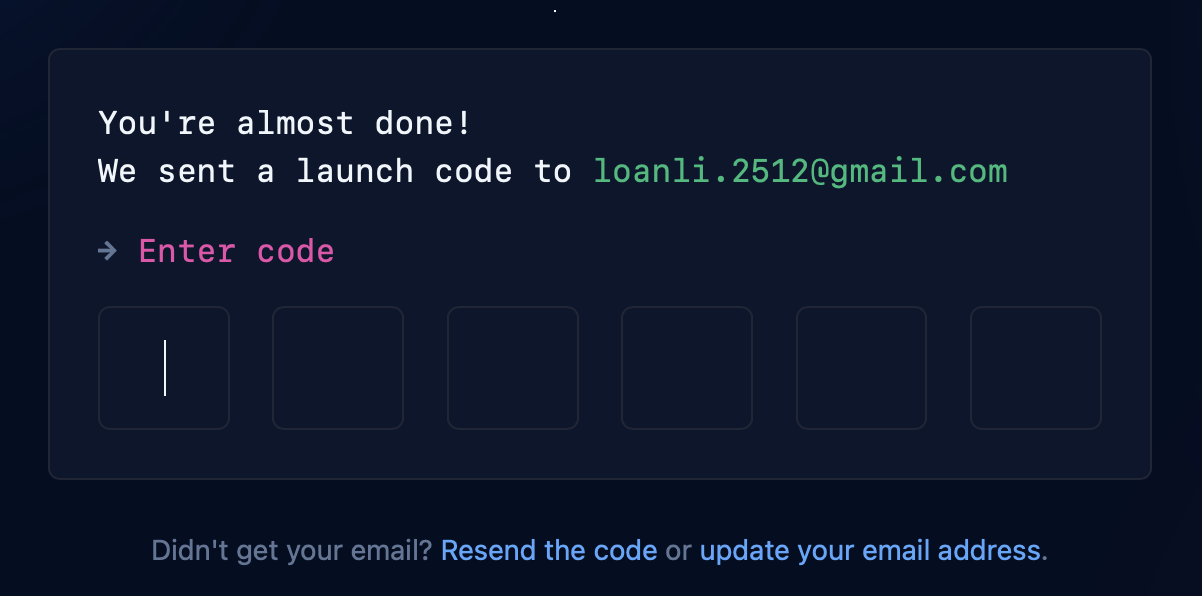 You're almost done!
We sent a launch code to loanli.2512@gmail.com
→ Enter code
Didn't get your email? Resend the code or update your email address.